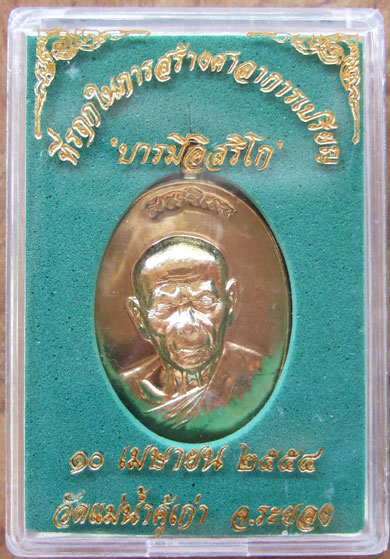 ที่รฤกในการสร้างศาลาการเปรียญ
'บารมีอิสริโก'
๑๐ เมษายน ๒๕๕๔
วัดแม่น้ำคู้เก่า จ.ระยอง